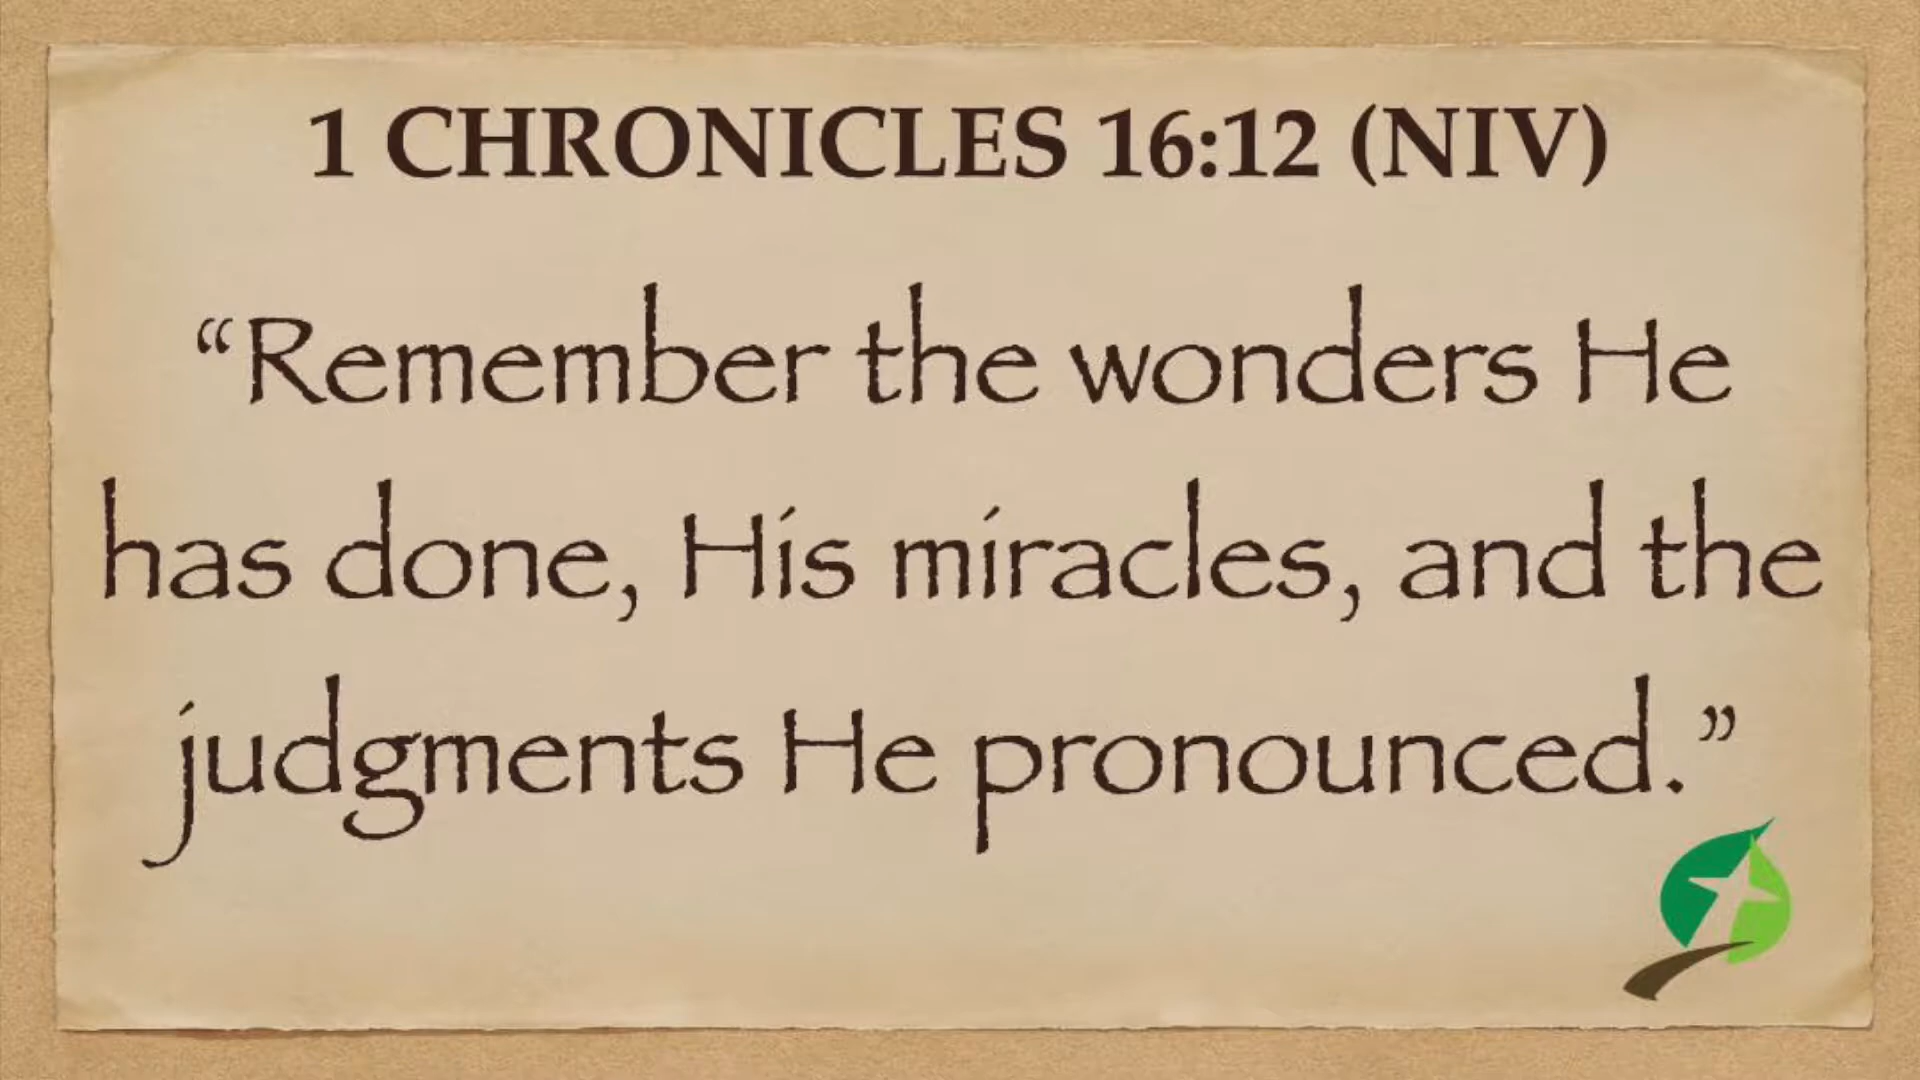 1 CHRONICLES 16:12 (NIV)
“Remember the wonders He
has done, His miracles, and the
judgments He pronounced.”